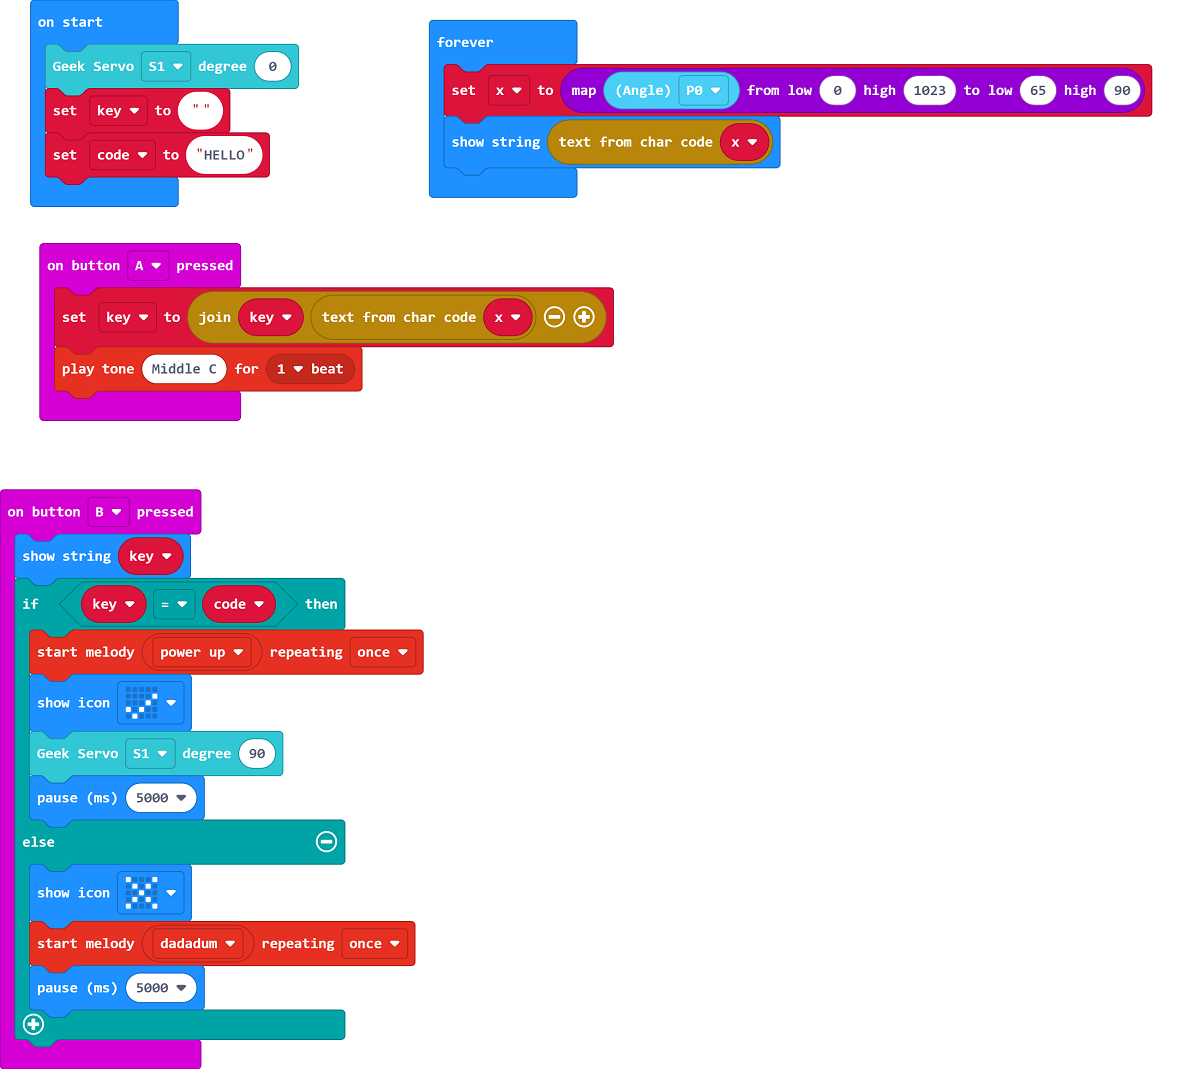 on start
Geek Servo S1 degree 0
set key to " "
set code to "HELLO"
forever
set x to map (Angle) P0 from low 0 high 1023 to low 65 high 90
show string text from char code x
on button A pressed
set key to join key text from char code x
play tone Middle C for 1 beat
on button B pressed
show string key
if key = code then
start melody power up repeating once
show icon
Geek Servo S1 degree 90
pause (ms) 5000
else
show icon
start melody dadadum repeating once
pause (ms) 5000